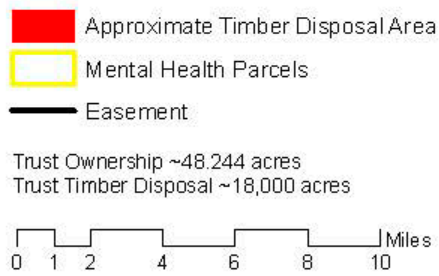 Approximate Timber Disposal Area
Mental Health Parcels
Easement
Trust Ownership ~48.244 acres
Trust Timber Disposal ~18,000 acres
Miles
0 1 2 4 6 8 10